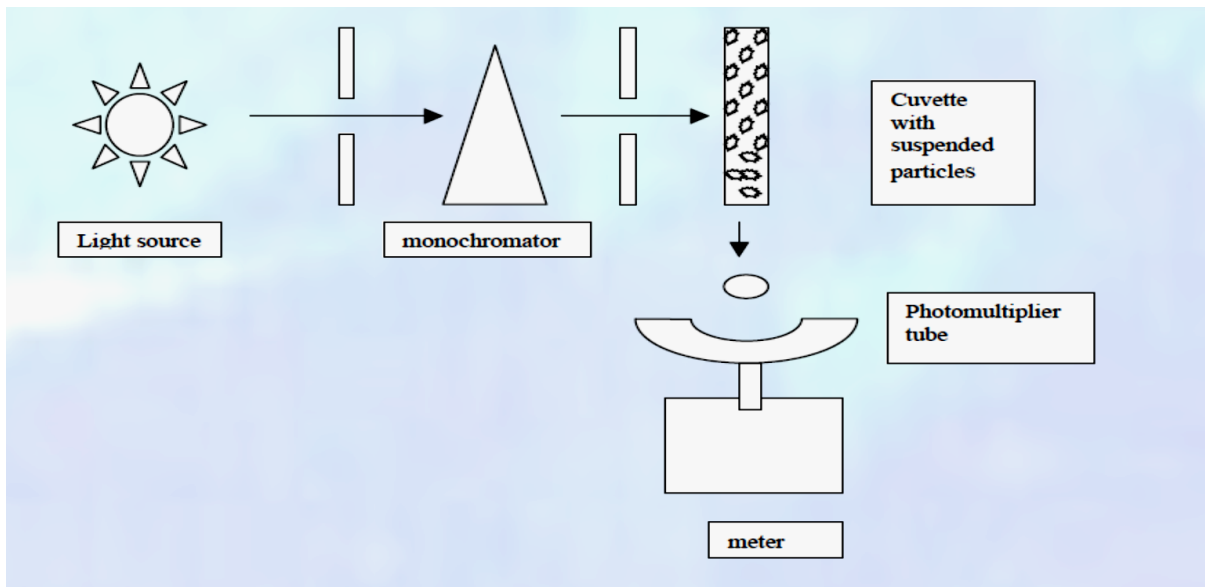 Light source
monochromator
Cuvette
with
suspended
particles
Photomultiplier
tube
meter